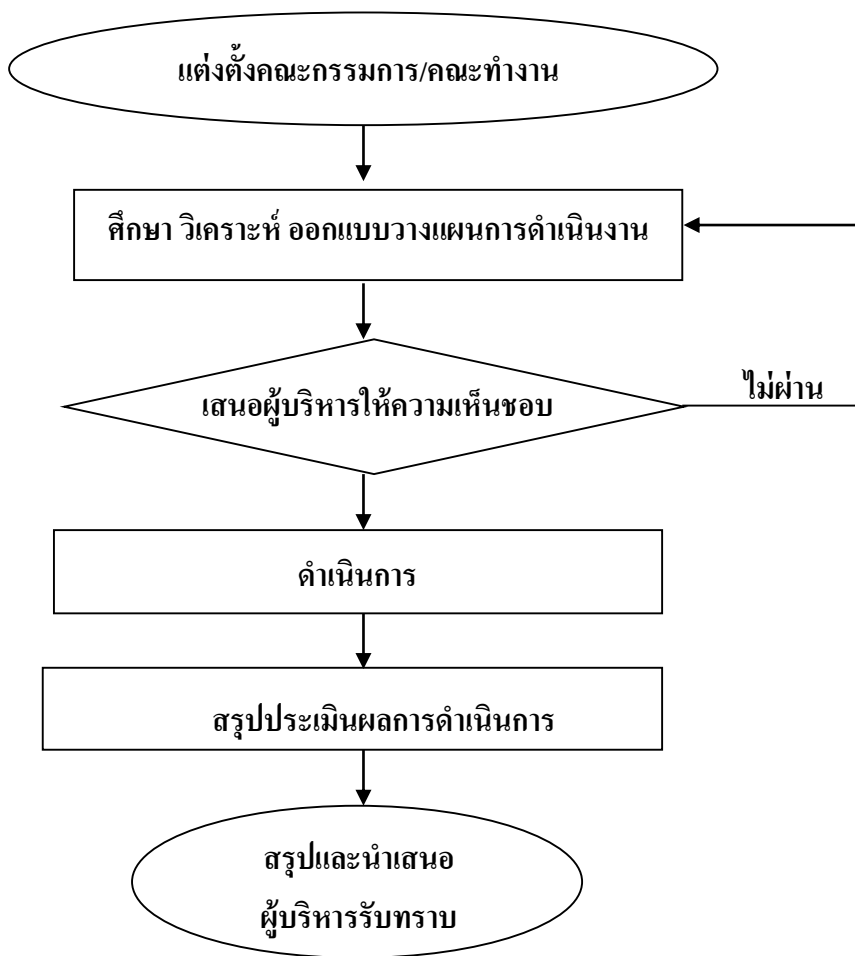 แต่งตั้งคณะกรรมการ/คณะทำงาน
ศึกษา วิเคราะห์ ออกแบบวางแผนการดำเนินงาน
เสนอผู้บริหารให้ความเห็นชอบ
ไม่ผ่าน
ดำเนินการ
สรุปประเมินผลการดำเนินการ
สรุปและนำเสนอ
ผู้บริหารรับทราบ